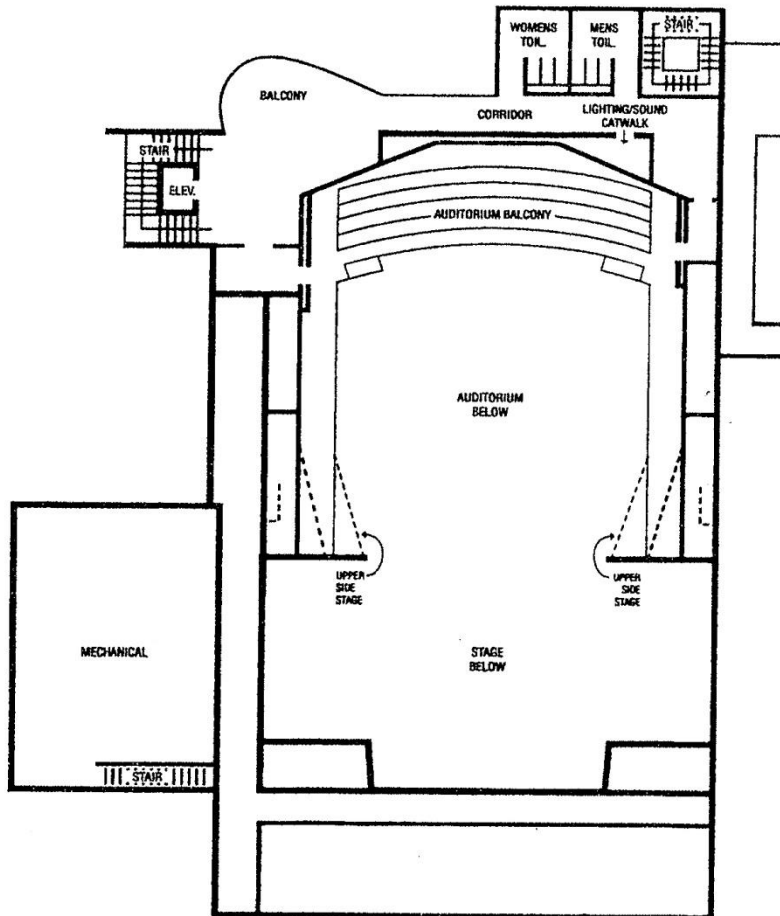 WOMENS
TOIL.
MENS
TOIL.
STAIR
BALCONY
CORRIDOR
LIGHTING/SOUND
CATWALK
STAIR
ELEV.
AUDITORIUM BALCONY
AUDITORIUM
BELOW
UPPER
SIDE
STAGE
UPPER
SIDE
STAGE
MECHANICAL
STAGE
BELOW
STAIR